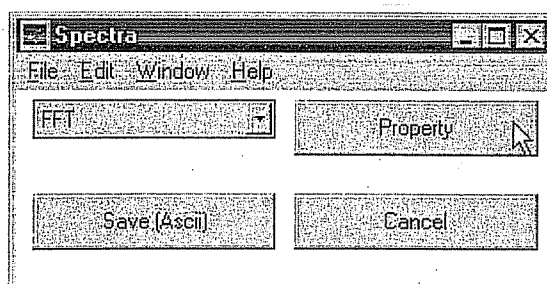 Spectra
File Edit Window Help
FFT Property
Save (Ascii) Cancel